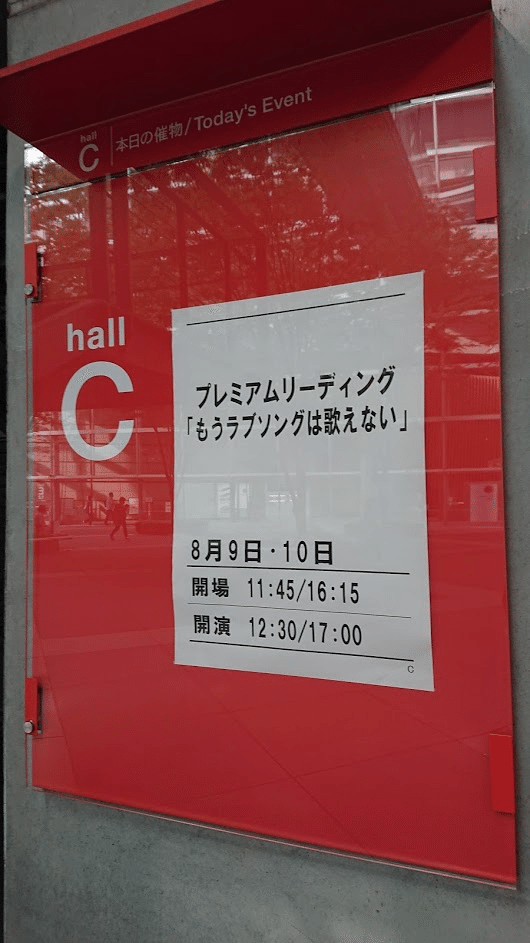 hall
C
本日の催物/Today's Event
hall
C
プレミアムリーディング
「もうラブソングは歌えない」
8月9日・10日
開場 11:45/16:15
開演 12:30/17:00
C